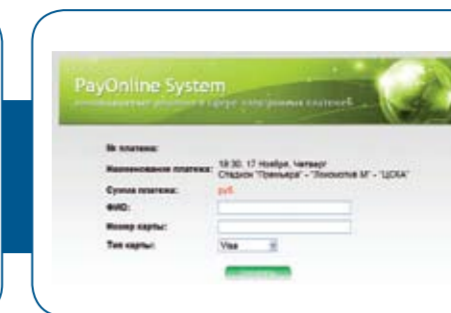 PayOnline System
№ платежа:
Наименование платежа: 18:30, 17 Ноября, Четверг
Стадион "Премьера" - "Локомотив М" - "ЦСКА"
Сумма платежа: руб
ФИО:
Номер карты:
Тип карты: Visa